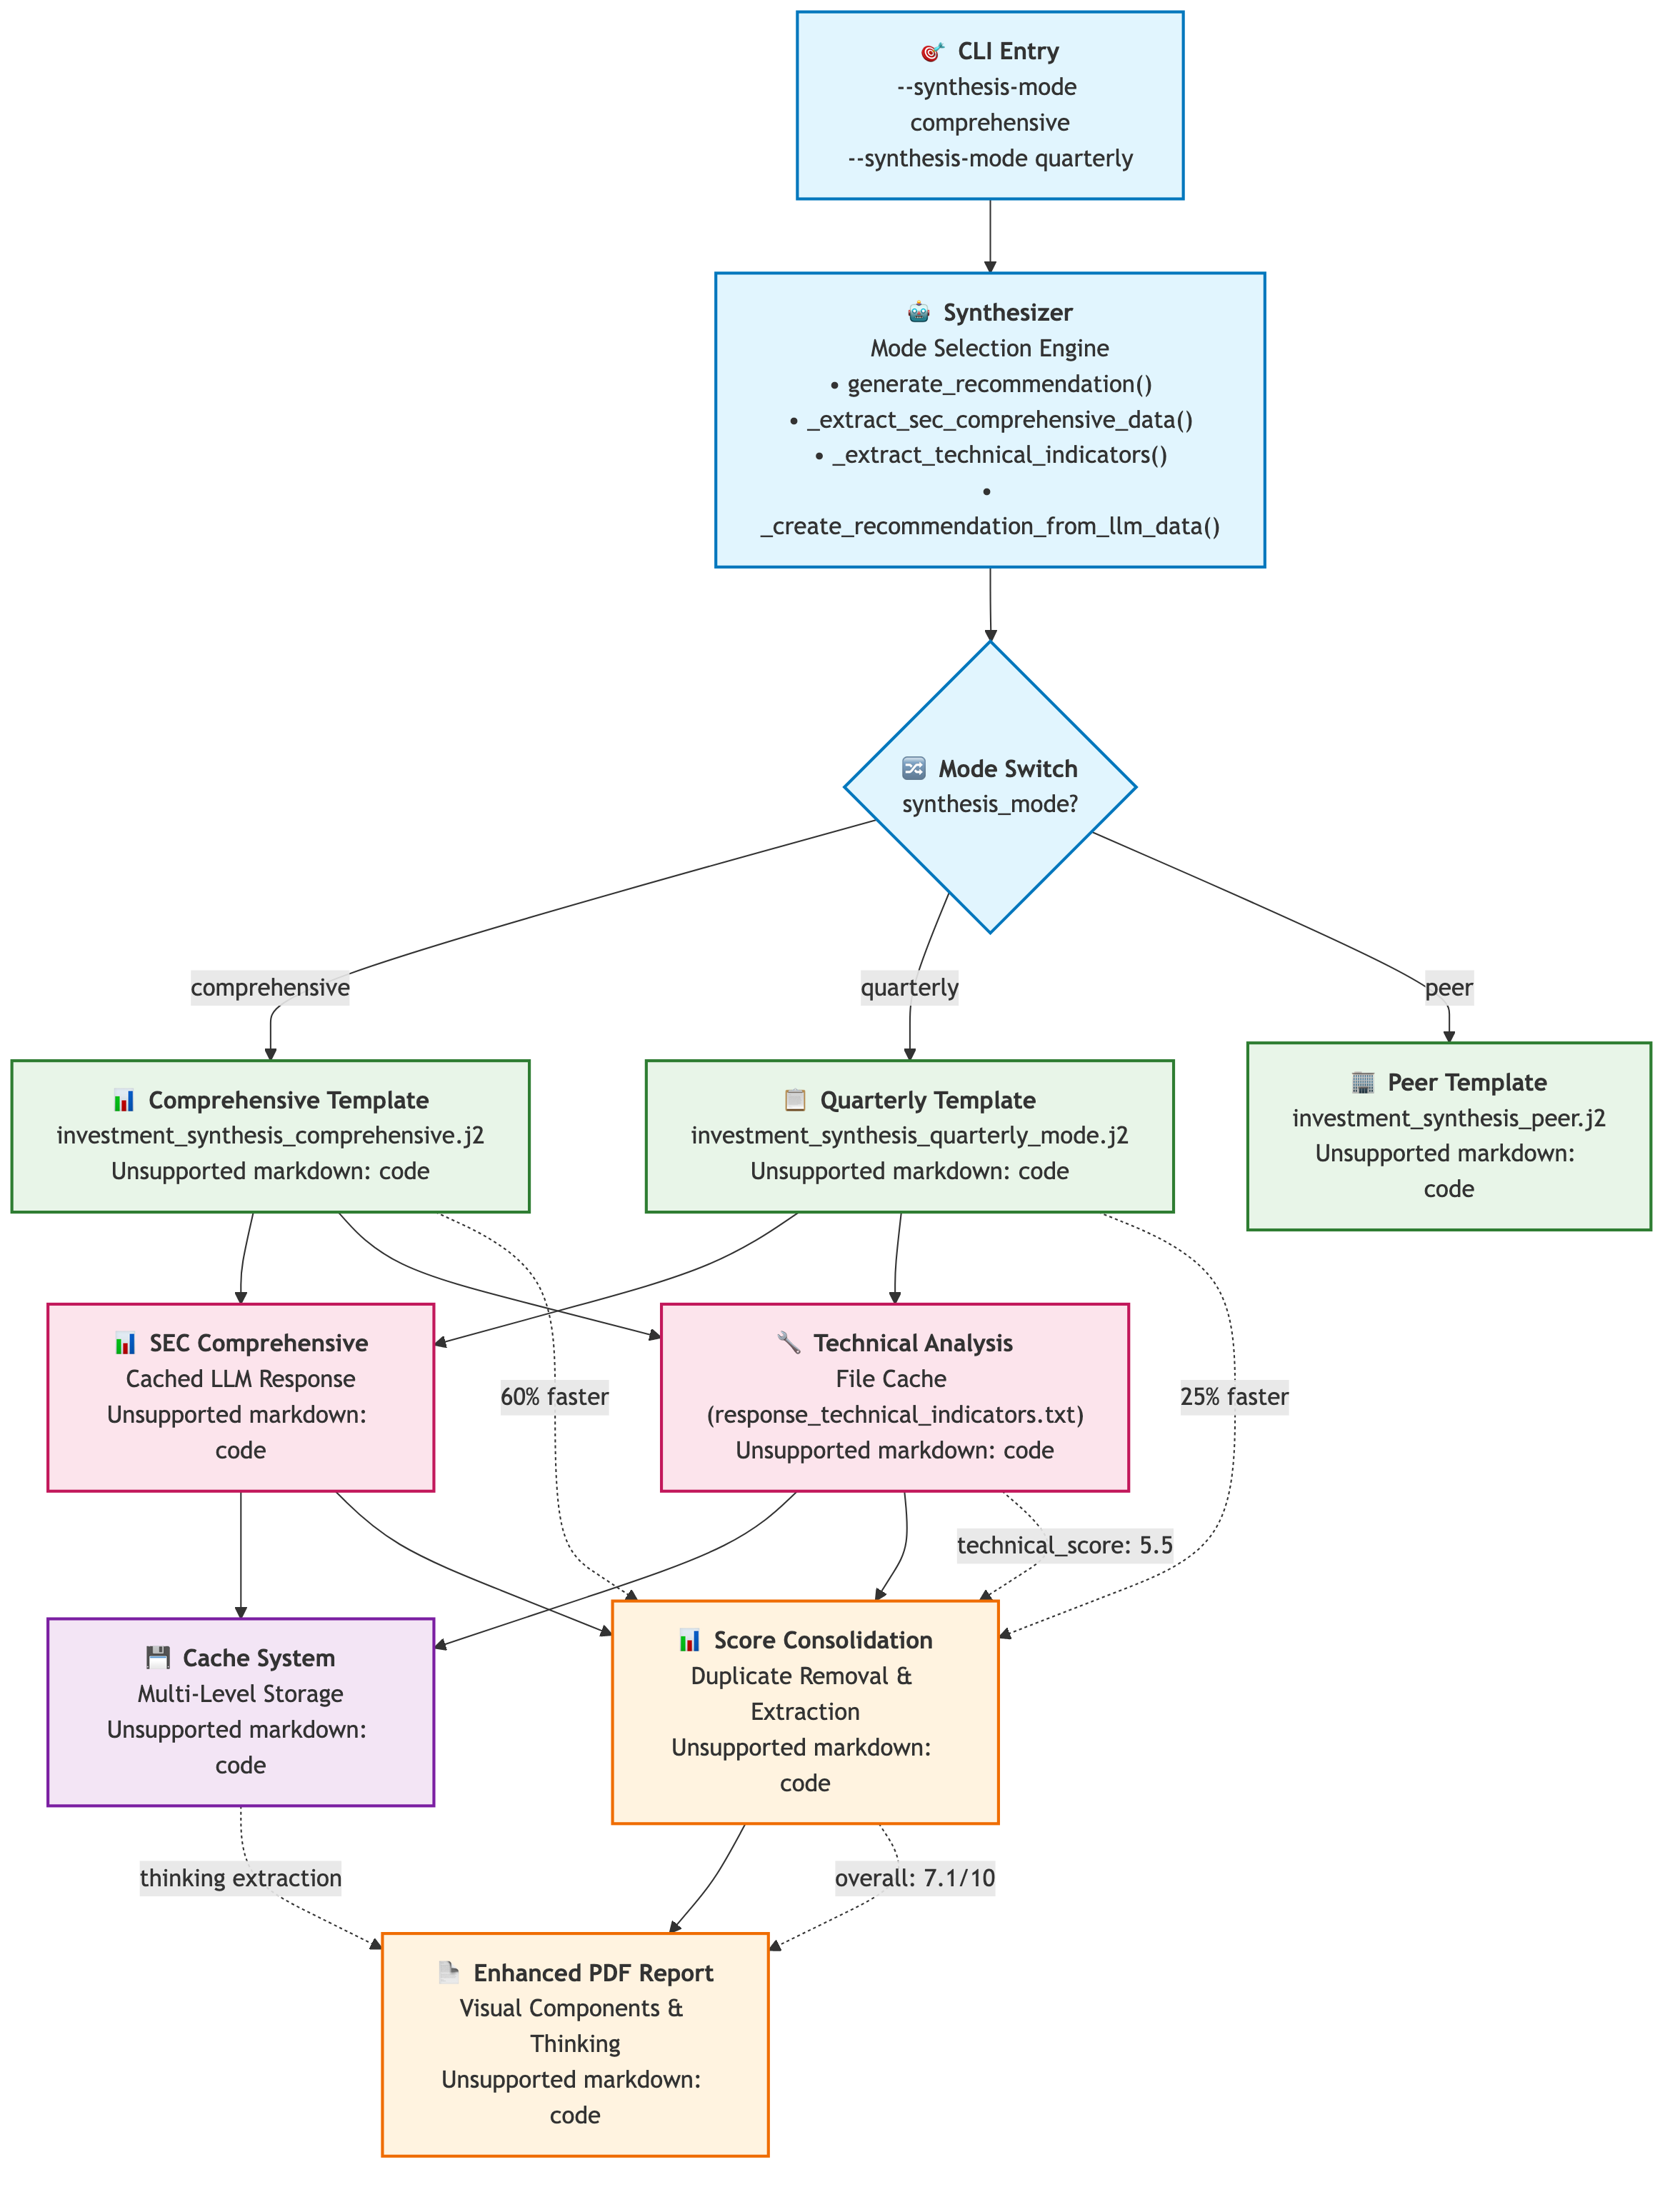 CLI Entry
--synthesis-mode
comprehensive
--synthesis-mode quarterly
Synthesizer
Mode Selection Engine
• generate_recommendation()
• _extract_sec_comprehensive_data()
• _extract_technical_indicators()
•
_create_recommendation_from_llm_data()
Mode Switch
synthesis_mode?
comprehensive
quarterly
peer
Comprehensive Template
investment_synthesis_comprehensive.j2
Unsupported markdown: code
Quarterly Template
investment_synthesis_quarterly_mode.j2
Unsupported markdown: code
Peer Template
investment_synthesis_peer.j2
Unsupported markdown:
code
SEC Comprehensive
Cached LLM Response
Unsupported markdown:
code
60% faster
Technical Analysis
File Cache
(response_technical_indicators.txt)
Unsupported markdown: code
25% faster
technical_score: 5.5
Cache System
Multi-Level Storage
Unsupported markdown:
code
Score Consolidation
Duplicate Removal &
Extraction
Unsupported markdown:
code
thinking extraction
overall: 7.1/10
Enhanced PDF Report
Visual Components &
Thinking
Unsupported markdown:
code